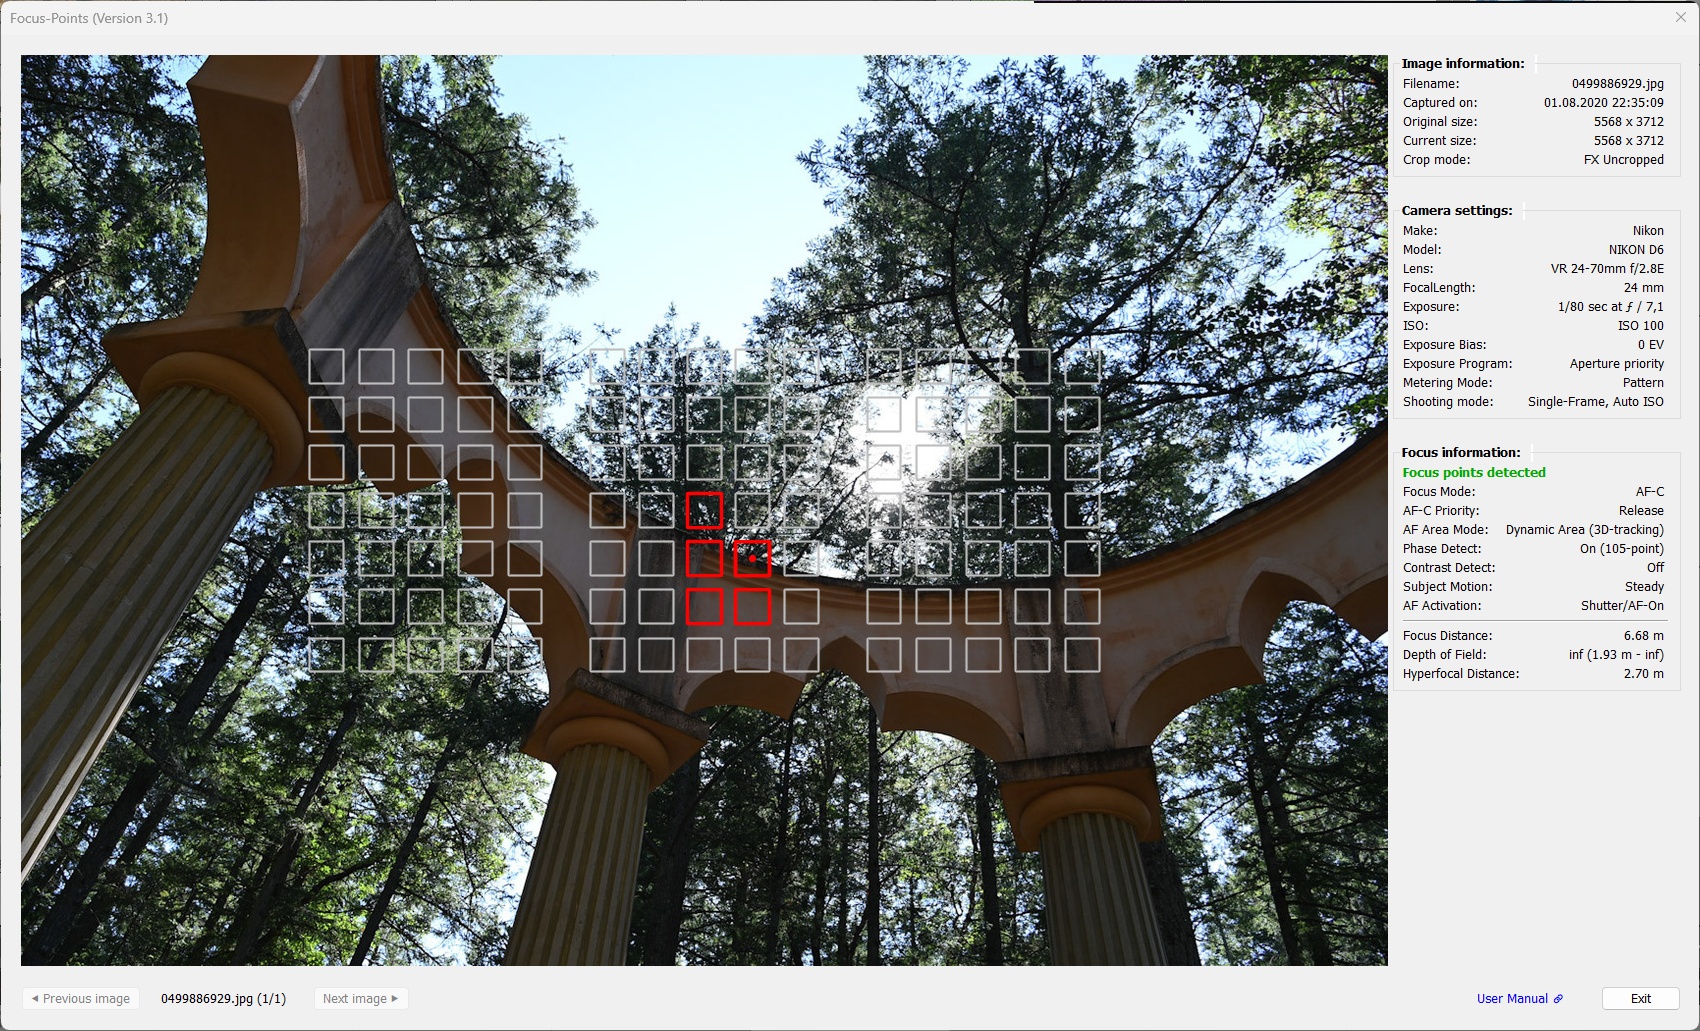 Focus-Points (Version 3.1)
Image information:
Filename: 0499886929.jpg
Captured on: 01.08.2020 22:35:09
Original size: 5568 x 3712
Current size: 5568 x 3712
Crop mode: FX Uncropped
Camera settings:
Make: Nikon
Model: NIKON D6
Lens: VR 24-70mm f/2.8E
FocalLength: 24 mm
Exposure: 1/80 sec at ƒ / 7,1
ISO: ISO 100
Exposure Bias: 0 EV
Exposure Program: Aperture priority
Metering Mode: Pattern
Shooting mode: Single-Frame, Auto ISO
Focus information:
Focus points detected
Focus Mode: AF-C
AF-C Priority: Release
AF Area Mode: Dynamic Area (3D-tracking)
Phase Detect: On (105-point)
Contrast Detect: Off
Subject Motion: Steady
AF Activation: Shutter/AF-On
Focus Distance: 6.68 m
Depth of Field: inf (1.93 m - inf)
Hyperfocal Distance: 2.70 m
Previous image 0499886929.jpg (1/1) Next image User Manual Exit